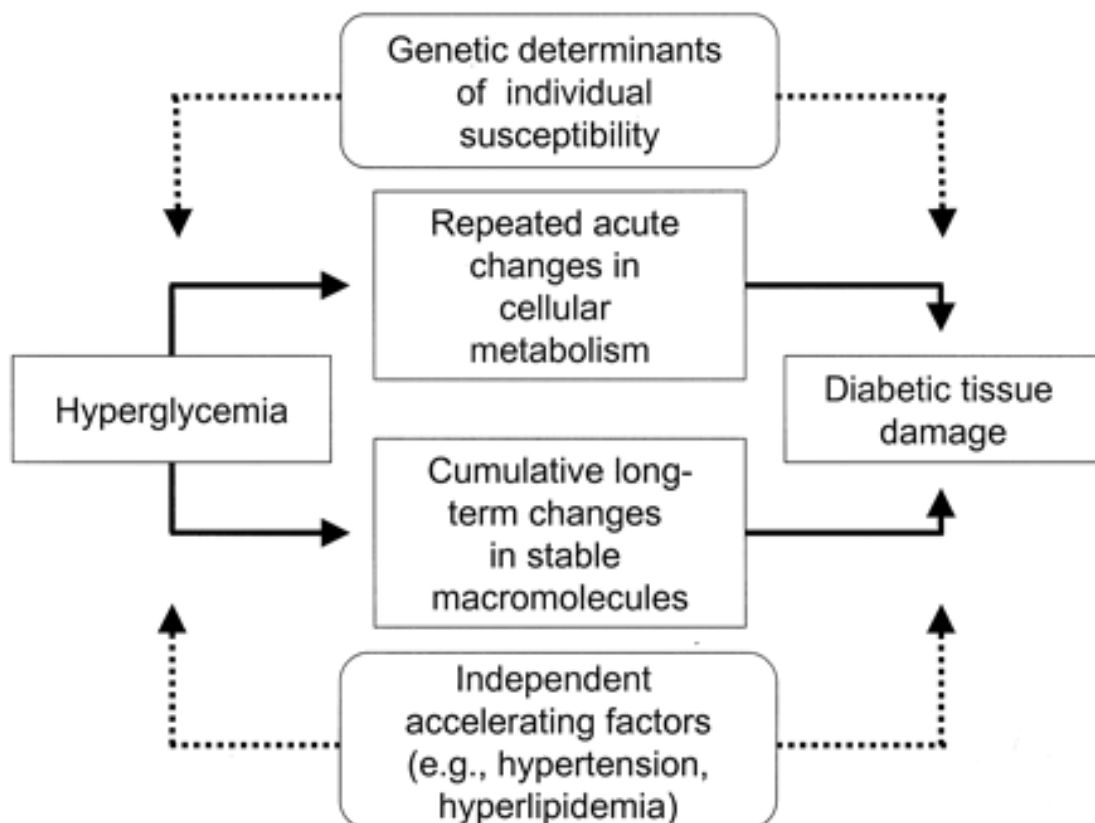 Genetic determinants
of individual
susceptibility
Repeated acute
changes in
cellular
metabolism
Hyperglycemia
Diabetic tissue
damage
Cumulative long-
term changes
in stable
macromolecules
Independent
accelerating factors
(e.g., hypertension,
hyperlipidemia)